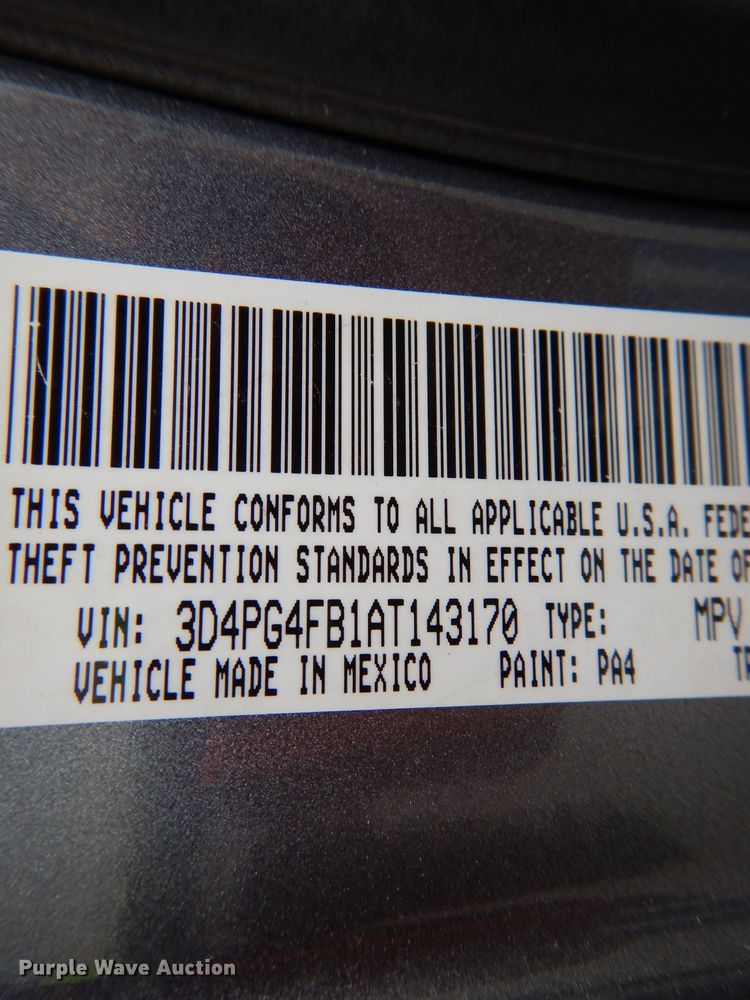 THIS VEHICLE CONFORMS TO ALL APPLICABLE U.S.A. FEDE
THEFT PREVENTION STANDARDS IN EFFECT ON THE DATE OF
VIN: 3D4PG4FB1AT143170 TYPE: MPV
VEHICLE MADE IN MEXICO PAINT: PA4 TR
Purple Wave Auction